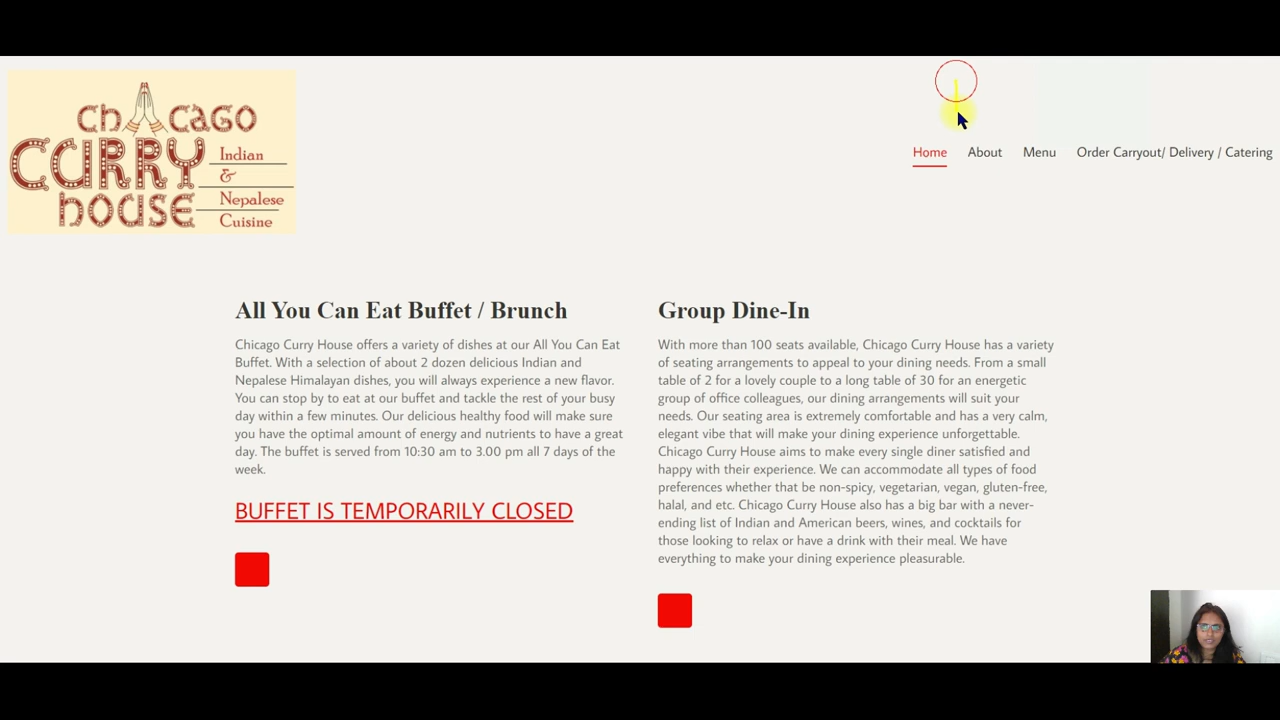 Chicago
CURRY
house
Indian
&
Nepalese
Cuisine
Home About Menu Order Carryout/ Delivery / Catering
All You Can Eat Buffet / Brunch
Chicago Curry House offers a variety of dishes at our All You Can Eat
Buffet. With a selection of about 2 dozen delicious Indian and
Nepalese Himalayan dishes, you will always experience a new flavor.
You can stop by to eat at our buffet and tackle the rest of your busy
day within a few minutes. Our delicious healthy food will make sure
you have the optimal amount of energy and nutrients to have a great
day. The buffet is served from 10:30 am to 3.00 pm all 7 days of the
week.
BUFFET IS TEMPORARILY CLOSED
Group Dine-In
With more than 100 seats available, Chicago Curry House has a variety
of seating arrangements to appeal to your dining needs. From a small
table of 2 for a lovely couple to a long table of 30 for an energetic
group of office colleagues, our dining arrangements will suit your
needs. Our seating area is extremely comfortable and has a very calm,
elegant vibe that will make your dining experience unforgettable.
Chicago Curry House aims to make every single diner satisfied and
happy with their experience. We can accommodate all types of food
preferences whether that be non-spicy, vegetarian, vegan, gluten-free,
halal, and etc. Chicago Curry House also has a big bar with a never-
ending list of Indian and American beers, wines, and cocktails for
those looking to relax or have a drink with their meal. We have
everything to make your dining experience pleasurable.